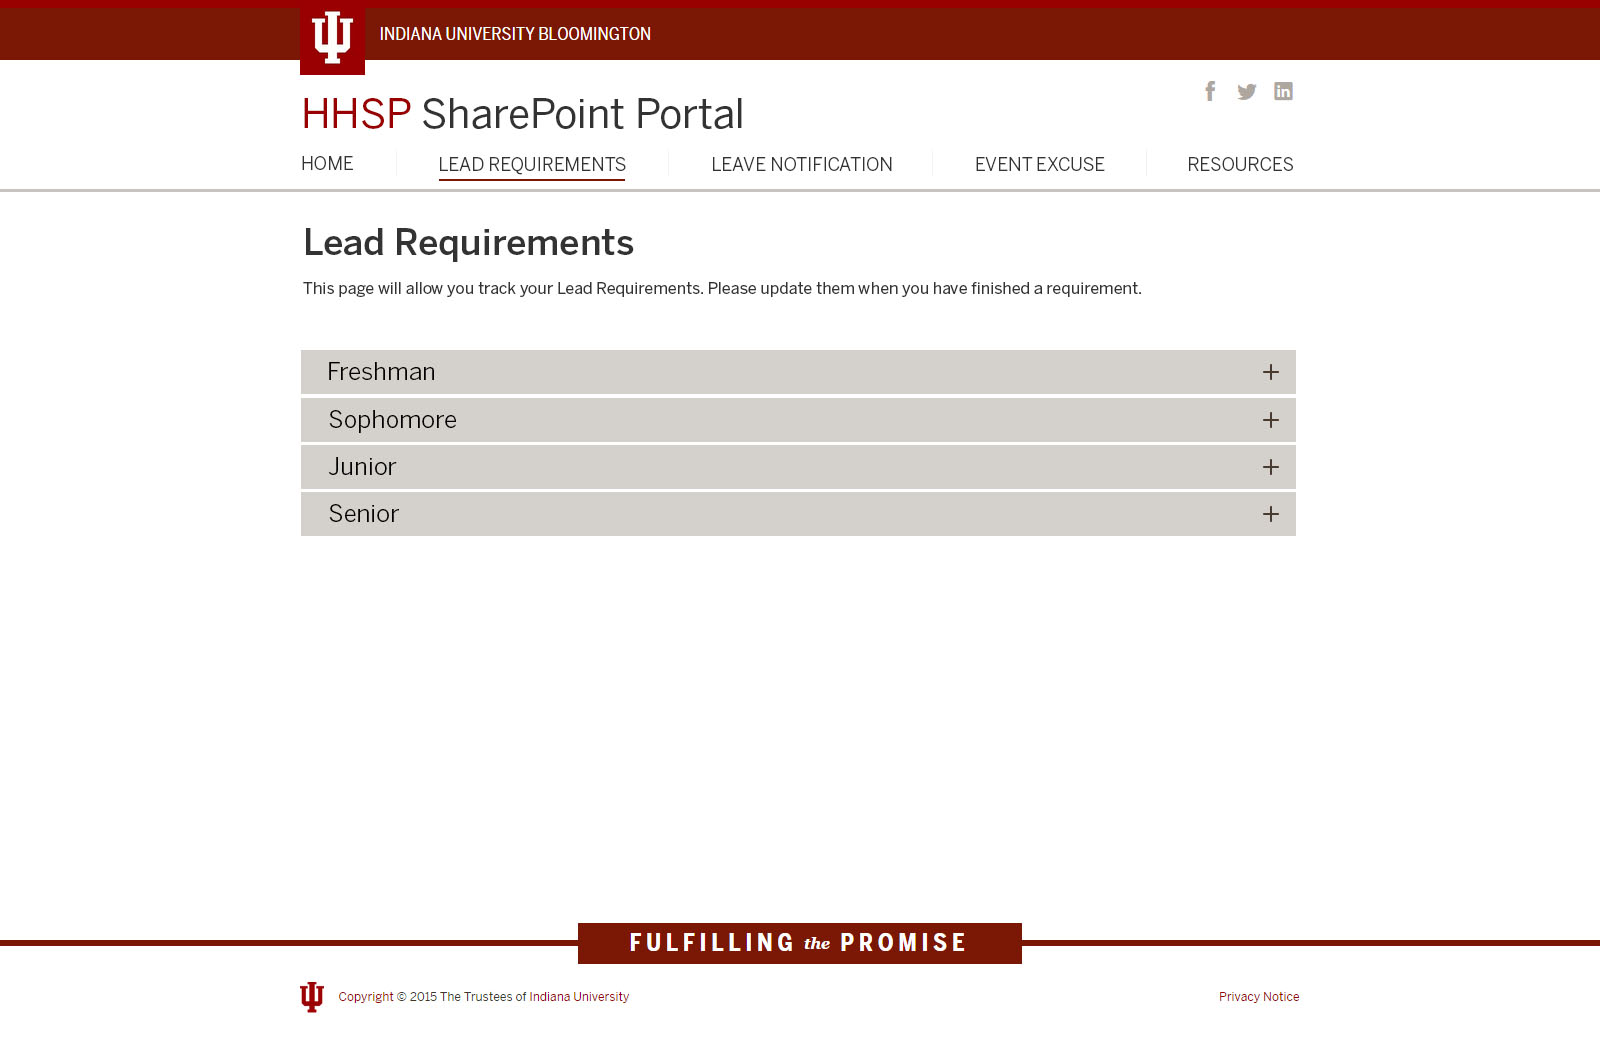 INDIANA UNIVERSITY BLOOMINGTON
HHSP SharePoint Portal
HOME LEAD REQUIREMENTS LEAVE NOTIFICATION EVENT EXCUSE RESOURCES
Lead Requirements
This page will allow you track your Lead Requirements. Please update them when you have finished a requirement.
Freshman +
Sophomore +
Junior +
Senior +
FULFILLING the PROMISE
Copyright © 2015 The Trustees of Indiana University Privacy Notice